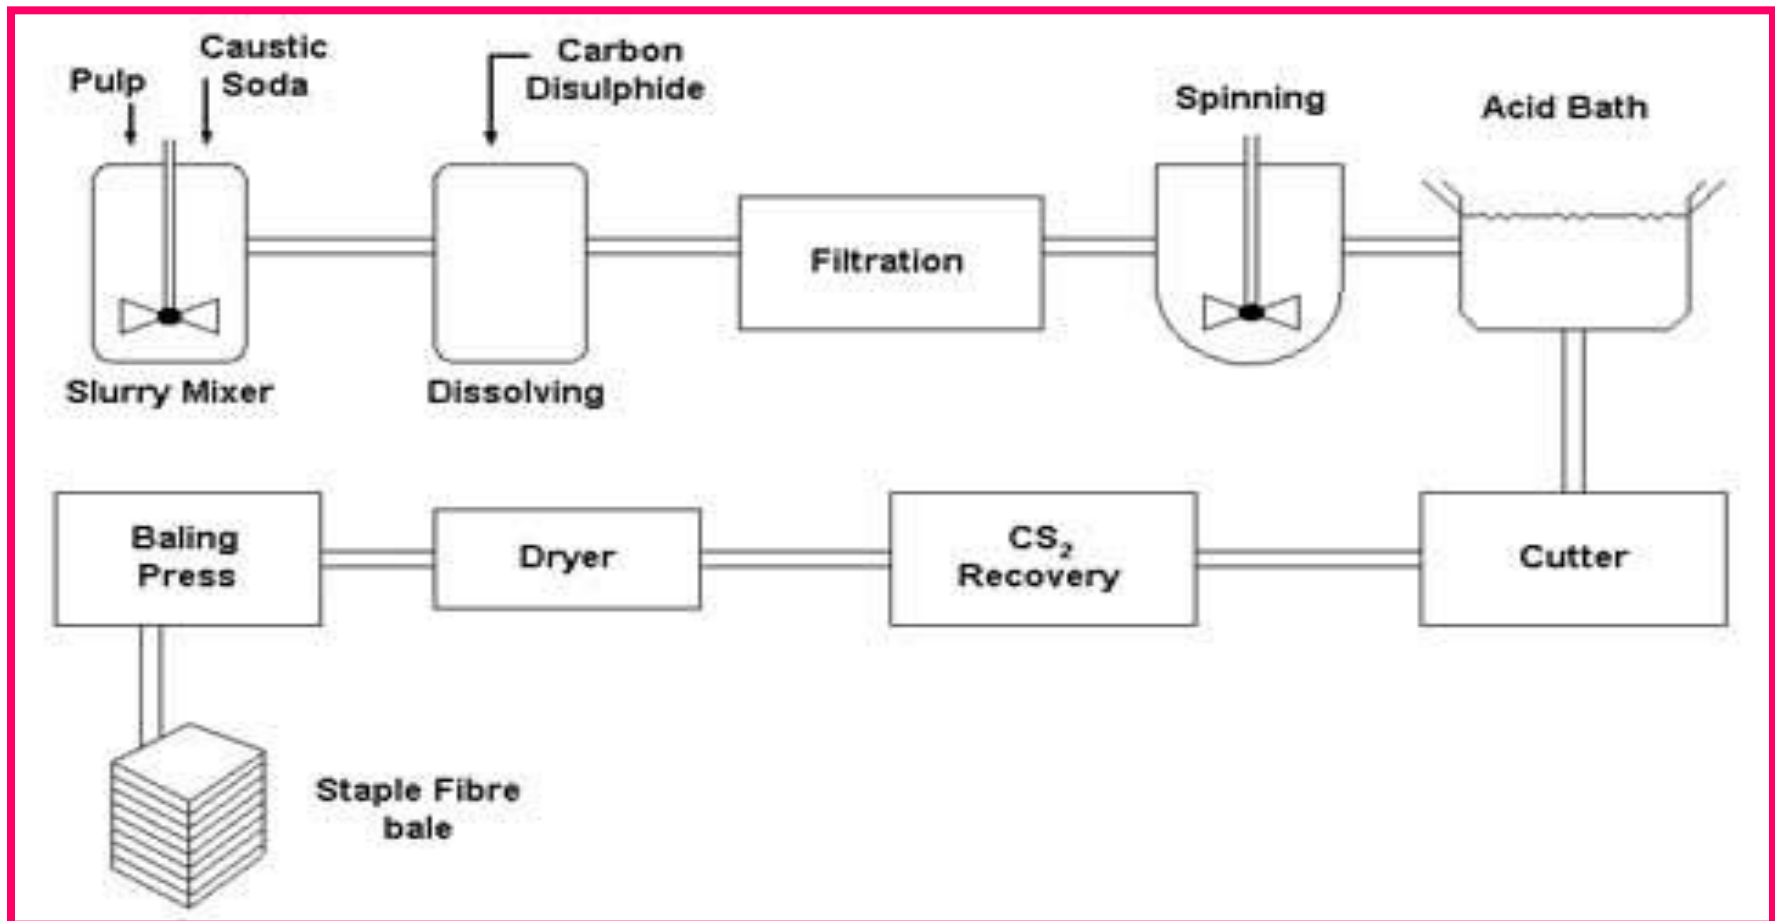 Pulp
Caustic
Soda
Carbon
Disulphide
Spinning
Acid Bath
Filtration
Slurry Mixer
Dissolving
Baling
Press
Dryer
CS₂
Recovery
Cutter
Staple Fibre
bale